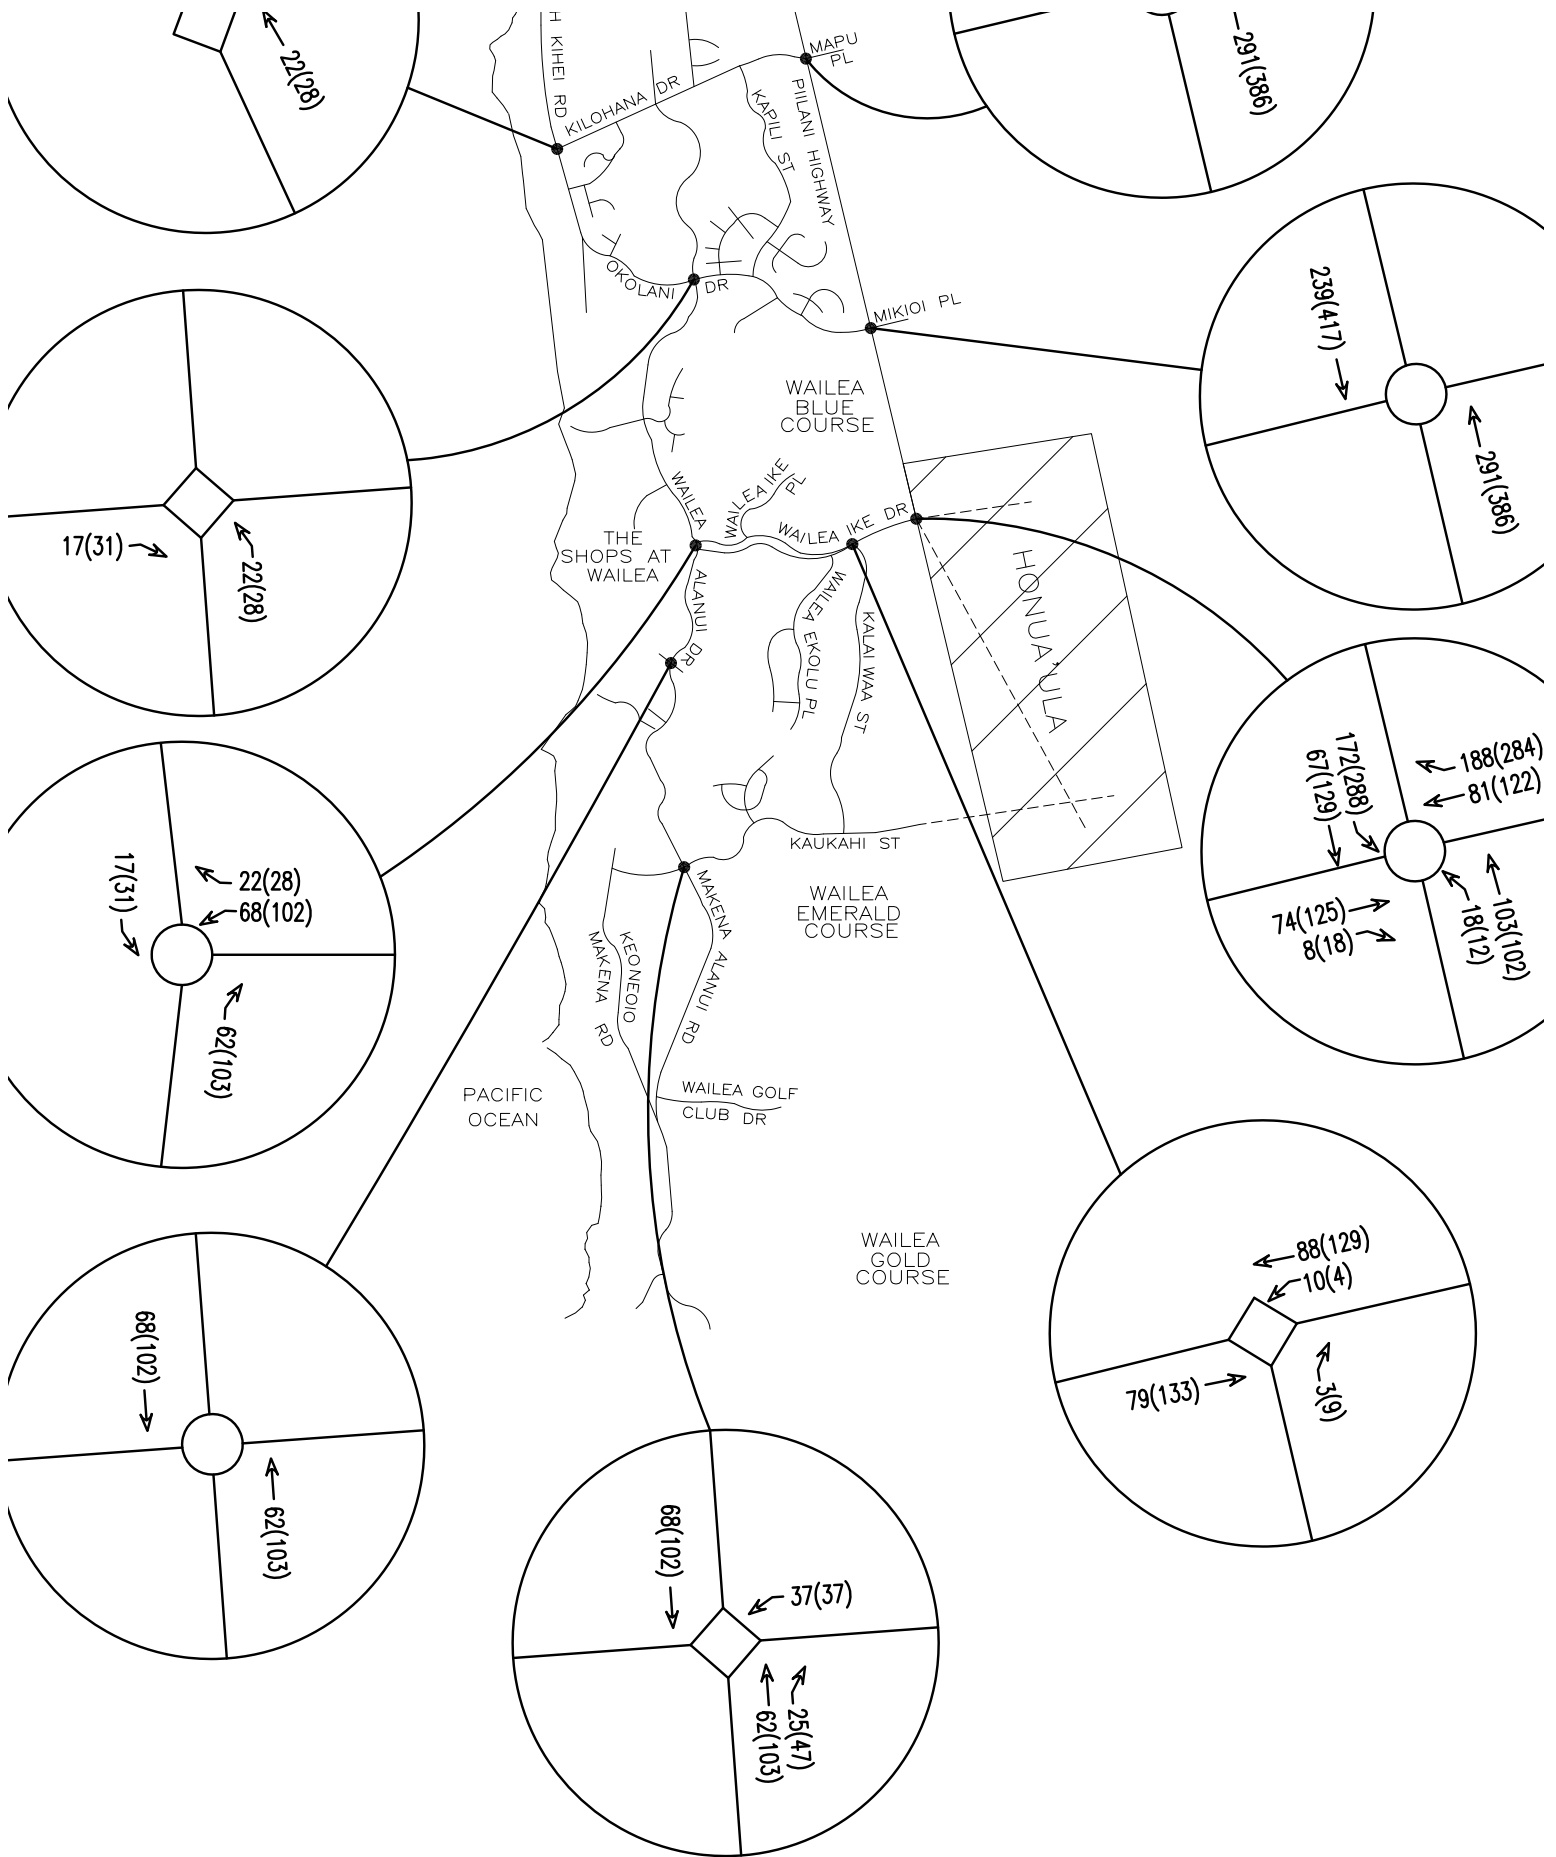 22(28)
H KIHEI RD
KILOHANA DR
MAPU
PL
KAPILI ST
PIILANI HIGHWAY
291(386)
OKOLANI
DR
MIKIOI PL
239(417)
291(386)
WAILEA
BLUE
COURSE
17(31)
22(28)
WAILEA
THE
SHOPS AT
WAILEA
WAILEA IKE
PL
WAILEA IKE DR
ALANUI DR
WAILEA EKOLU PL
KALAI WAA ST
HONUA'ULA
17(31)
22(28)
68(102)
62(103)
172(288)
67(129)
188(284)
81(122)
74(125)
8(18)
103(102)
18(12)
KAUKAHI ST
WAILEA
EMERALD
COURSE
MAKENA ALANUI RD
KEONEOIO
MAKENA RD
PACIFIC
OCEAN
WAILEA GOLF
CLUB DR
WAILEA
GOLD
COURSE
88(129)
10(4)
79(133)
3(9)
68(102)
62(103)
68(102)
37(37)
25(47)
62(103)